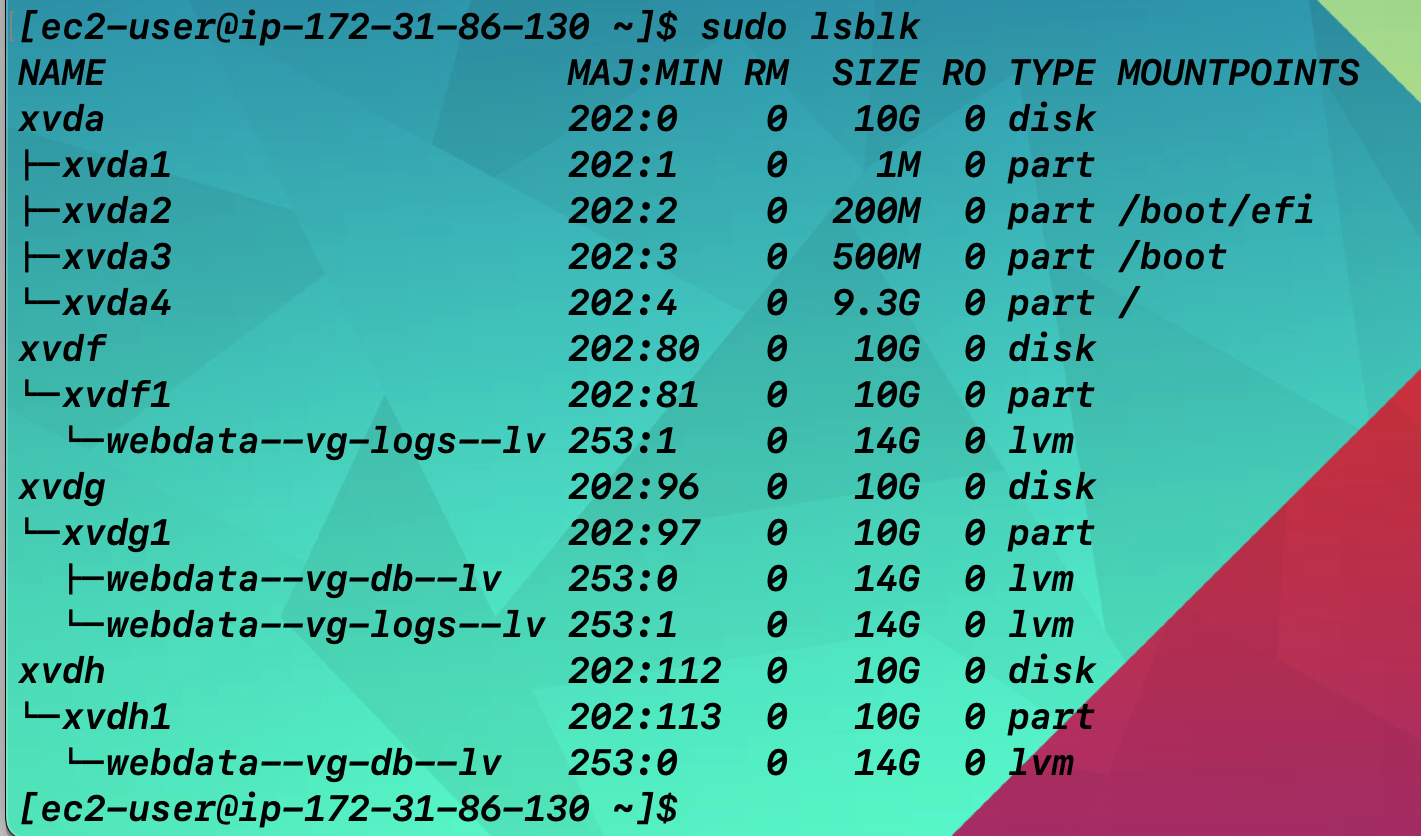 [ec2-user@ip-172-31-86-130 ~]$ sudo lsblk
NAME                     MAJ:MIN RM  SIZE RO TYPE MOUNTPOINTS
xvda                     202:0    0   10G  0 disk
├─xvda1                  202:1    0    1M  0 part
├─xvda2                  202:2    0  200M  0 part /boot/efi
├─xvda3                  202:3    0  500M  0 part /boot
└─xvda4                  202:4    0  9.3G  0 part /
xvdf                     202:80   0   10G  0 disk
└─xvdf1                  202:81   0   10G  0 part
  └─webdata--vg-logs--lv 253:1    0   14G  0 lvm
xvdg                     202:96   0   10G  0 disk
└─xvdg1                  202:97   0   10G  0 part
  ├─webdata--vg-db--lv   253:0    0   14G  0 lvm
  └─webdata--vg-logs--lv 253:1    0   14G  0 lvm
xvdh                     202:112  0   10G  0 disk
└─xvdh1                  202:113  0   10G  0 part
  └─webdata--vg-db--lv   253:0    0   14G  0 lvm
[ec2-user@ip-172-31-86-130 ~]$